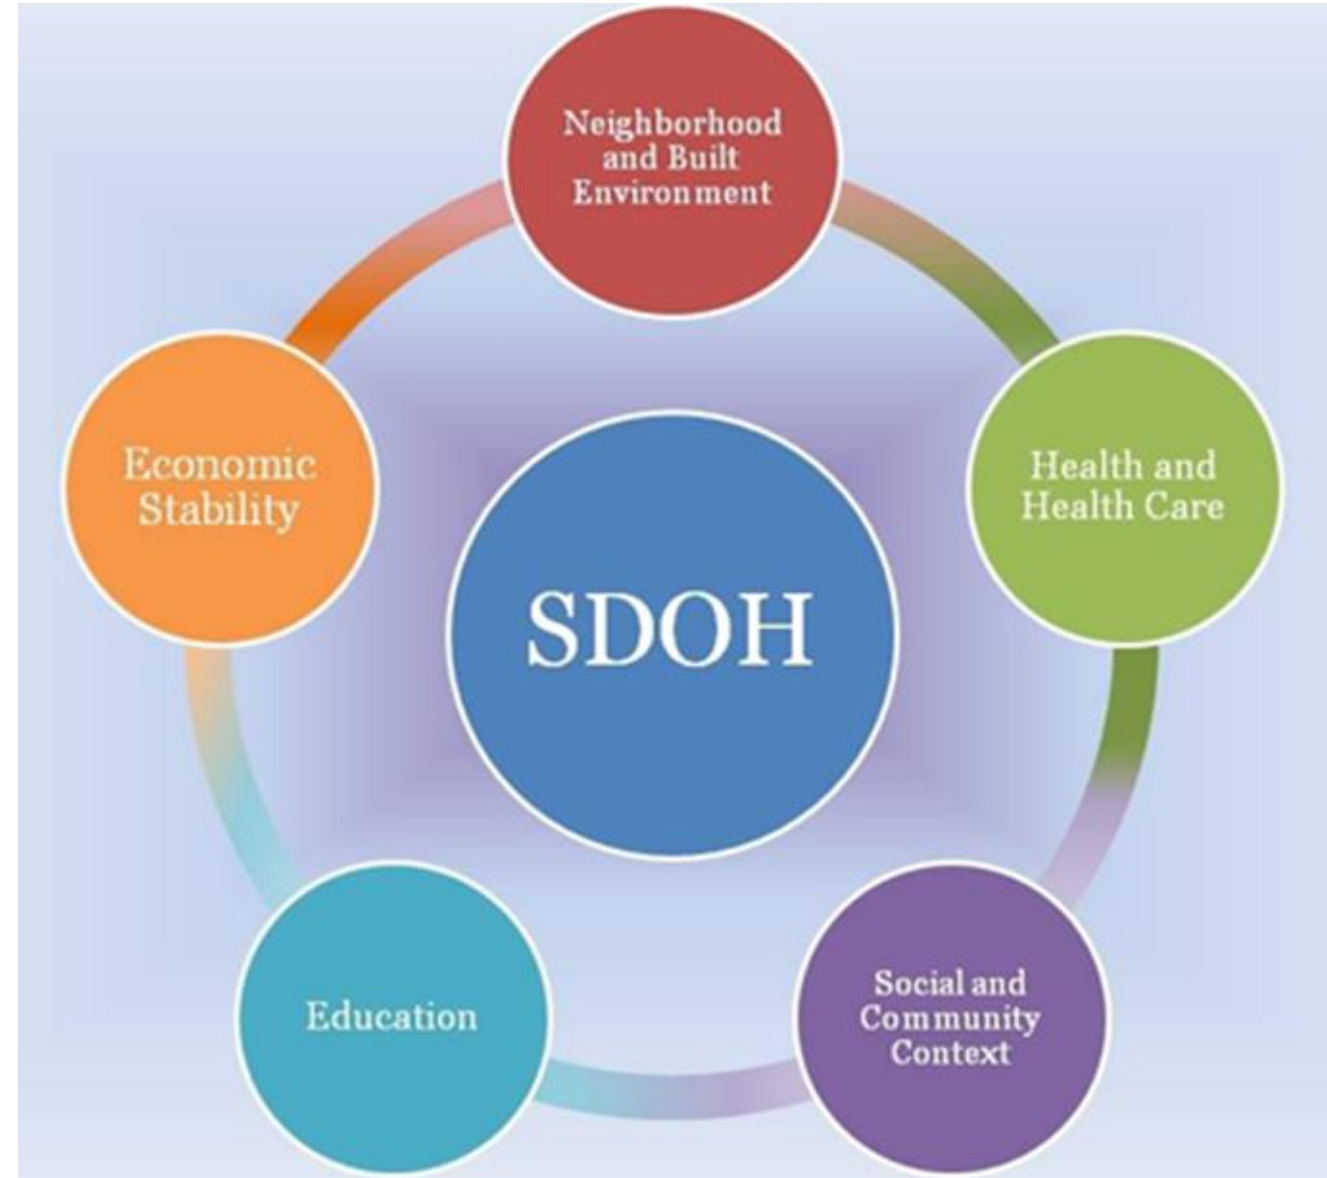 Neighborhood
and Built
Environment
Economic
Stability
Health and
Health Care
SDOH
Education
Social and
Community
Context